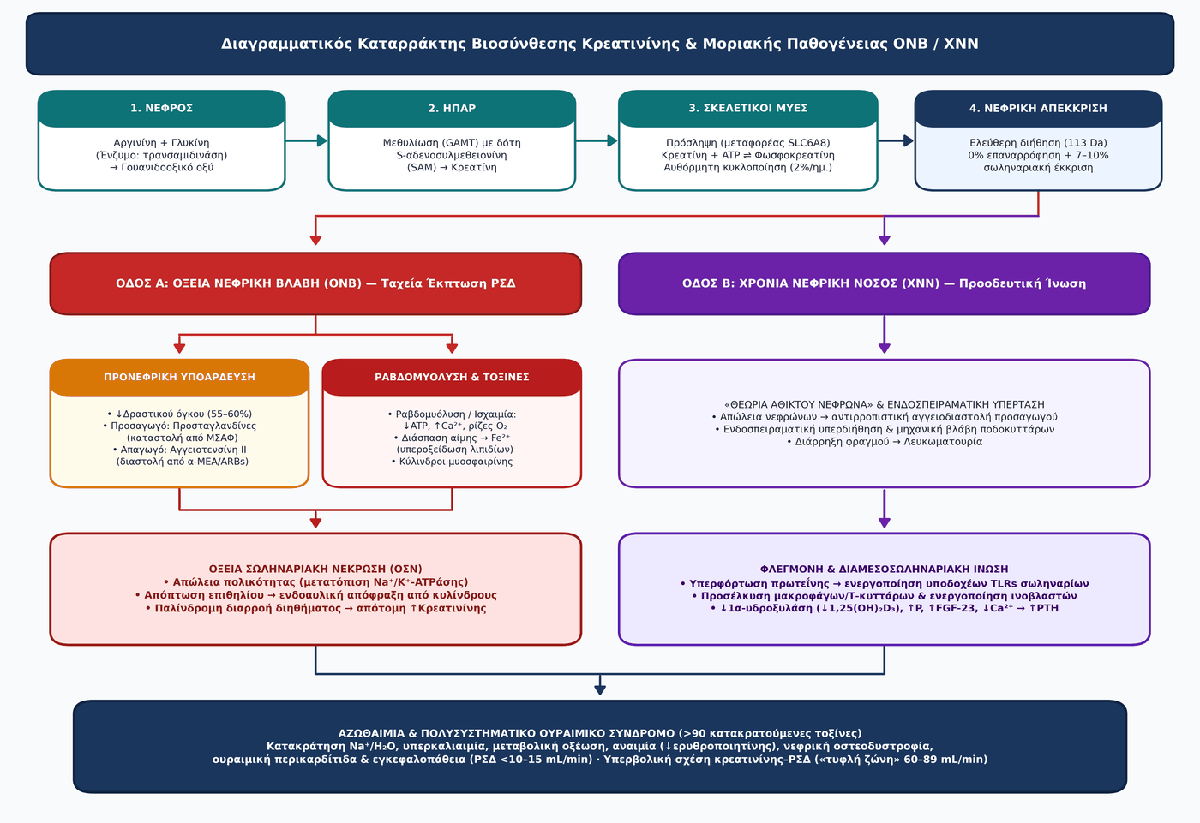 Διαγραμματικός Καταρράκτης Βιοσύνθεσης Κρεατινίνης & Μοριακής Παθογένειας ΟΝΒ / ΧΝΝ
1. ΝΕΦΡΟΣ
Αργινίνη + Γλυκίνη
(Ένζυμο: τρανσαμιδινάση)
→ Γουανιδοοξικό οξύ
2. ΗΠΑΡ
Μεθυλίωση (GAMT) με δότη
S-αδενοσυλμεθειονίνη
(SAM) → Κρεατίνη
3. ΣΚΕΛΕΤΙΚΟΙ ΜΥΕΣ
Πρόσληψη (μεταφορέας SLC6A8)
Κρεατίνη + ATP ⇌ Φωσφοκρεατίνη
Αυθόρμητη κυκλοποίηση (2%/ημ.)
4. ΝΕΦΡΙΚΗ ΑΠΕΚΚΡΙΣΗ
Ελεύθερη διήθηση (113 Da)
0% επαναρρόφηση + 7–10%
σωληναριακή έκκριση
ΟΔΟΣ Α: ΟΞΕΙΑ ΝΕΦΡΙΚΗ ΒΛΑΒΗ (ΟΝΒ) — Ταχεία Έκπτωση ΡΣΔ
ΟΔΟΣ Β: ΧΡΟΝΙΑ ΝΕΦΡΙΚΗ ΝΟΣΟΣ (ΧΝΝ) — Προοδευτική Ίνωση
ΠΡΟΝΕΦΡΙΚΗ ΥΠΟΑΡΔΕΥΣΗ
• ↓Δραστικού όγκου (55–60%)
• Προσαγωγό: Προσταγλανδίνες
(καταστολή από ΜΣΑΦ)
• Απαγωγό: Αγγειοτενσίνη ΙΙ
(διαστολή από α ΜΕΑ/ARBs)
ΡΑΒΔΟΜΥΟΛΥΣΗ & ΤΟΞΙΝΕΣ
• Ραβδομυόλυση / Ισχαιμία:
↓ATP, ↑Ca²⁺, ρίζες O₂
• Διάσπαση αίμης → Fe²⁺
(υπεροξείδωση λιπιδίων)
• Κύλινδροι μυοσφαιρίνης
«ΘΕΩΡΙΑ ΑΘΙΚΤΟΥ ΝΕΦΡΩΝΑ» & ΕΝΔΟΣΠΕΙΡΑΜΑΤΙΚΗ ΥΠΕΡΤΑΣΗ
• Απώλεια νεφρώνων → αντιρροπιστική αγγειοδιαστολή προσαγωγού
• Ενδοσπειραματική υπερδιήθηση & μηχανική βλάβη ποδοκυττάρων
• Διάρρηξη φραγμού → Λευκωματουρία
ΟΞΕΙΑ ΣΩΛΗΝΑΡΙΑΚΗ ΝΕΚΡΩΣΗ (ΟΣΝ)
• Απώλεια πολικότητας (μετατόπιση Na⁺/K⁺-ATPάσης)
• Απόπτωση επιθηλίου → ενδοαυλική απόφραξη από κυλίνδρους
• Παλίνδρομη διαρροή διηθήματος → απότομη ↑Κρεατινίνης
ΦΛΕΓΜΟΝΗ & ΔΙΑΜΕΣΟΣΩΛΗΝΑΡΙΑΚΗ ΙΝΩΣΗ
• Υπερφόρτωση πρωτεΐνης → ενεργοποίηση υποδοχέων TLRs σωληναρίων
• Προσέλκυση μακροφάγων/Τ-κυττάρων & ενεργοποίηση ινοβλαστών
• ↓1α-υδροξυλάση (↓1,25(OH)₂D₃), ↑P, ↑FGF-23, ↓Ca²⁺ → ↑PTH
ΑΖΩΘΑΙΜΙΑ & ΠΟΛΥΣΥΣΤΗΜΑΤΙΚΟ ΟΥΡΑΙΜΙΚΟ ΣΥΝΔΡΟΜΟ (>90 κατακρατούμενες τοξίνες)
Κατακράτηση Na⁺/H₂O, υπερκαλιαιμία, μεταβολική οξέωση, αναιμία (↓ερυθροποιητίνης), νεφρική οστεοδυστροφία,
ουραιμική περικαρδίτιδα & εγκεφαλοπάθεια (ΡΣΔ <10–15 mL/min) · Υπερβολική σχέση κρεατινίνης–ΡΣΔ («τυφλή ζώνη» 60–89 mL/min)